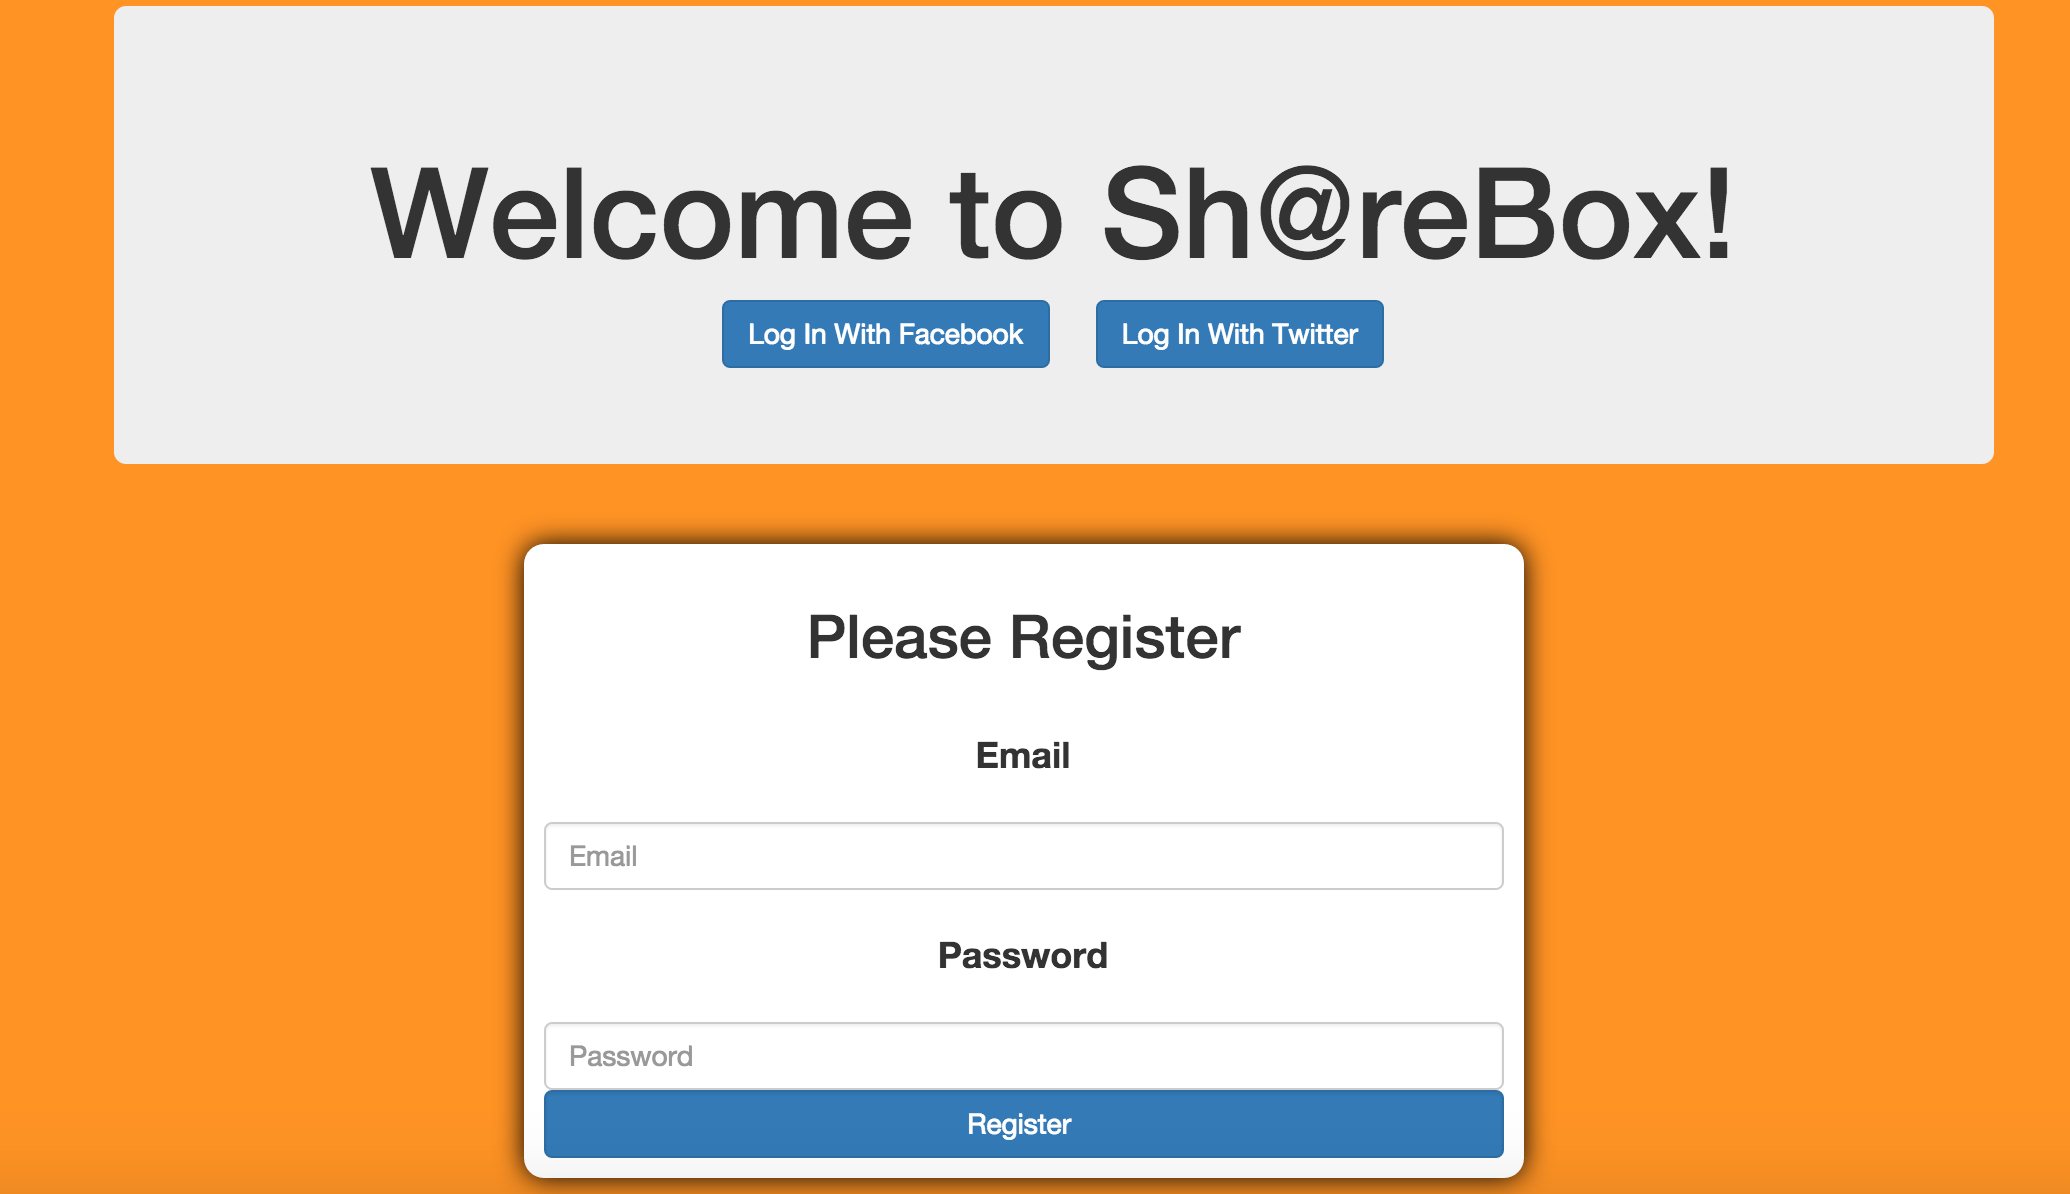 Welcome to Sh@reBox!
Log In With Facebook
Log In With Twitter
Please Register
Email
Email
Password
Password
Register